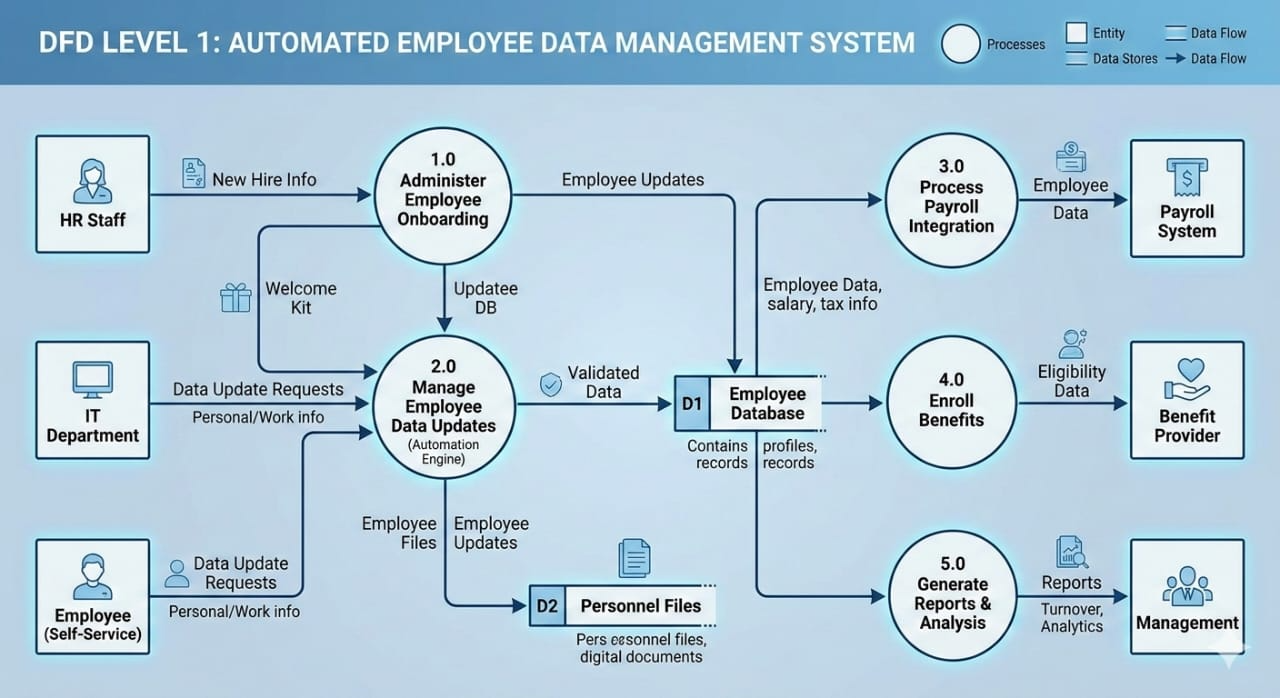 DFD LEVEL 1: AUTOMATED EMPLOYEE DATA MANAGEMENT SYSTEM
Processes
Entity
Data Flow
Data Stores
Data Flow
HR Staff
New Hire Info
1.0
Administer
Employee
Onboarding
Employee Updates
3.0
Process
Payroll
Integration
$
Employee
Data
$
Payroll
System
Welcome
Kit
Updatee
DB
Employee Data,
salary, tax info
IT
Department
Data Update Requests
Personal/Work info
2.0
Manage
Employee
Data Updates
(Automation
Engine)
Validated
Data
D1
Employee
Database
Contains
records
profiles,
records
4.0
Enroll
Benefits
Eligibility
Data
Benefit
Provider
Employee
(Self-Service)
Data Update
Requests
Personal/Work info
Employee
Files
Employee
Updates
D2
Personnel Files
Pers
files,
digital documents
5.0
Generate
Reports &
Analysis
Reports
Turnover,
Analytics
Management